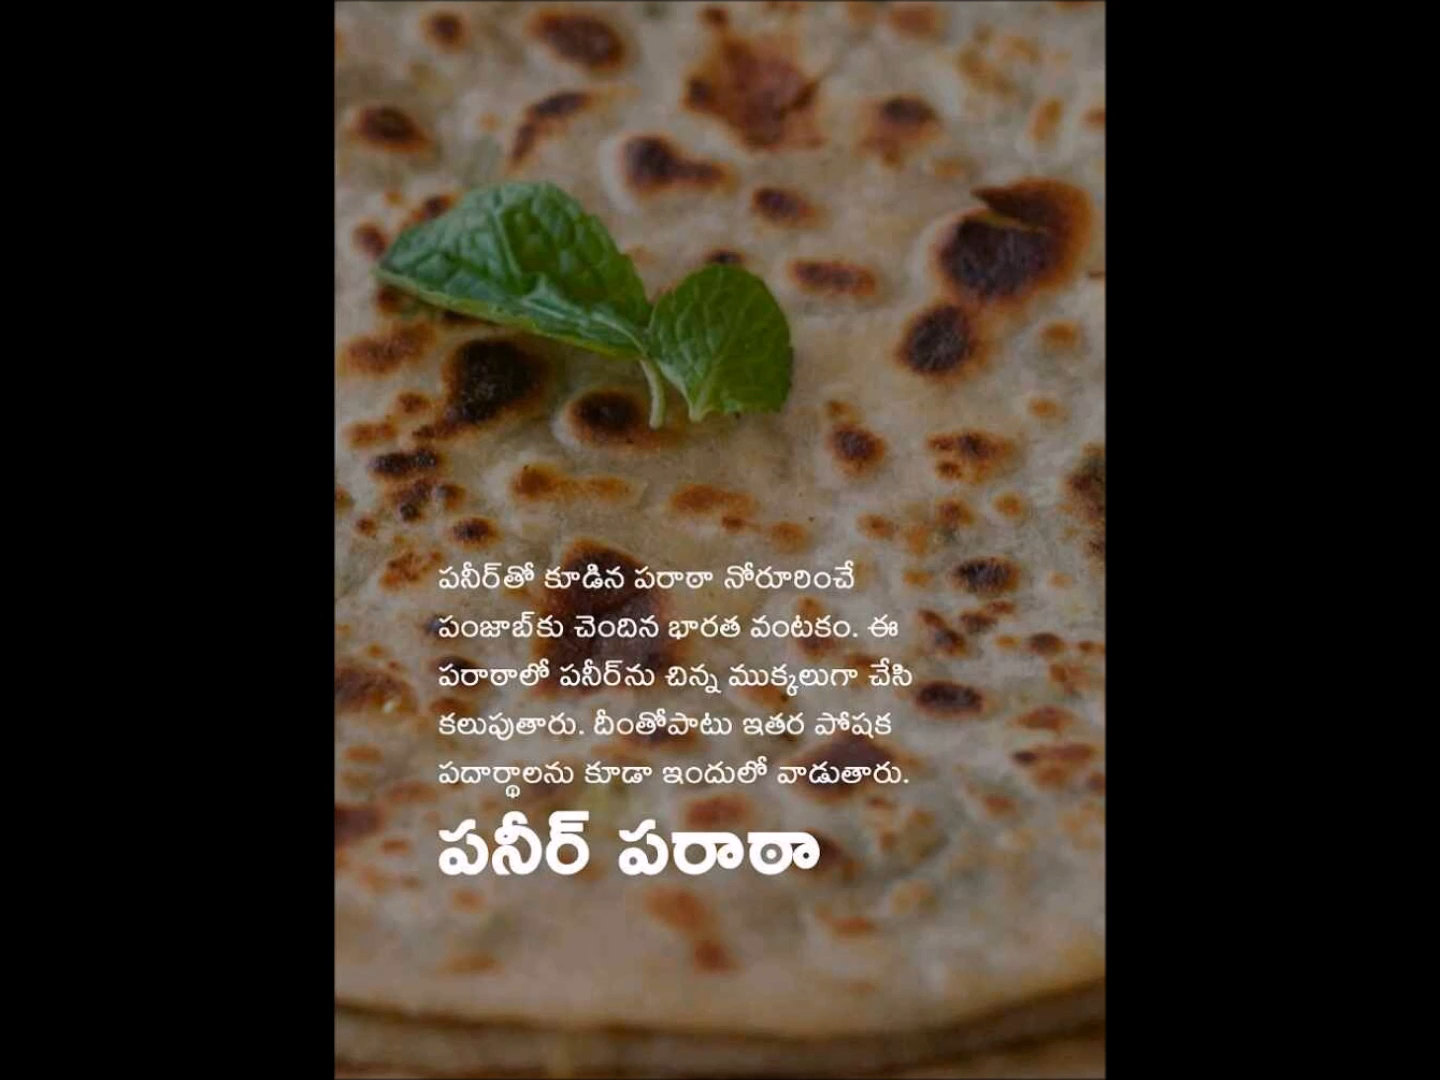 పనీర్‌తో కూడిన పరాఠా నోరూరించే
పంజాబ్‌కు చెందిన భారత వంటకం. ఈ
పరాఠాలో పనీర్‌ను చిన్న ముక్కలుగా చేసి
కలుపుతారు. దీంతోపాటు ఇతర పోషక
పదార్థాలను కూడా ఇందులో వాడుతారు.
పనీర్ పరాఠా